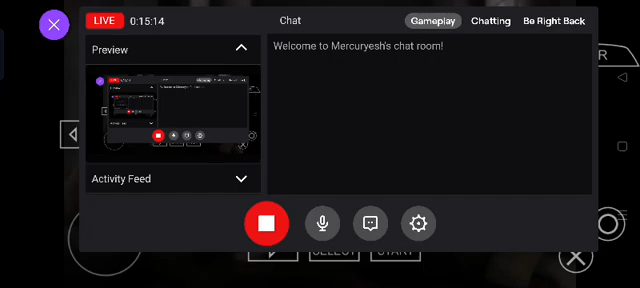 LIVE 0:15:14 Chat Gameplay Chatting Be Right Back
Preview
Welcome to Mercuryesh's chat room!
R
Activity Feed
SELECT START